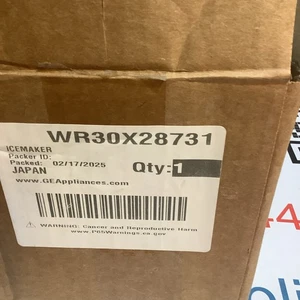 WR30X28731
ICEMAKER
Packer ID:
Packed: 02/17/2025
JAPAN
Qty: 1
www.GEAppliances.com
WARNING: Cancer and Reproductive Harm
www.P65Warnings.ca.gov